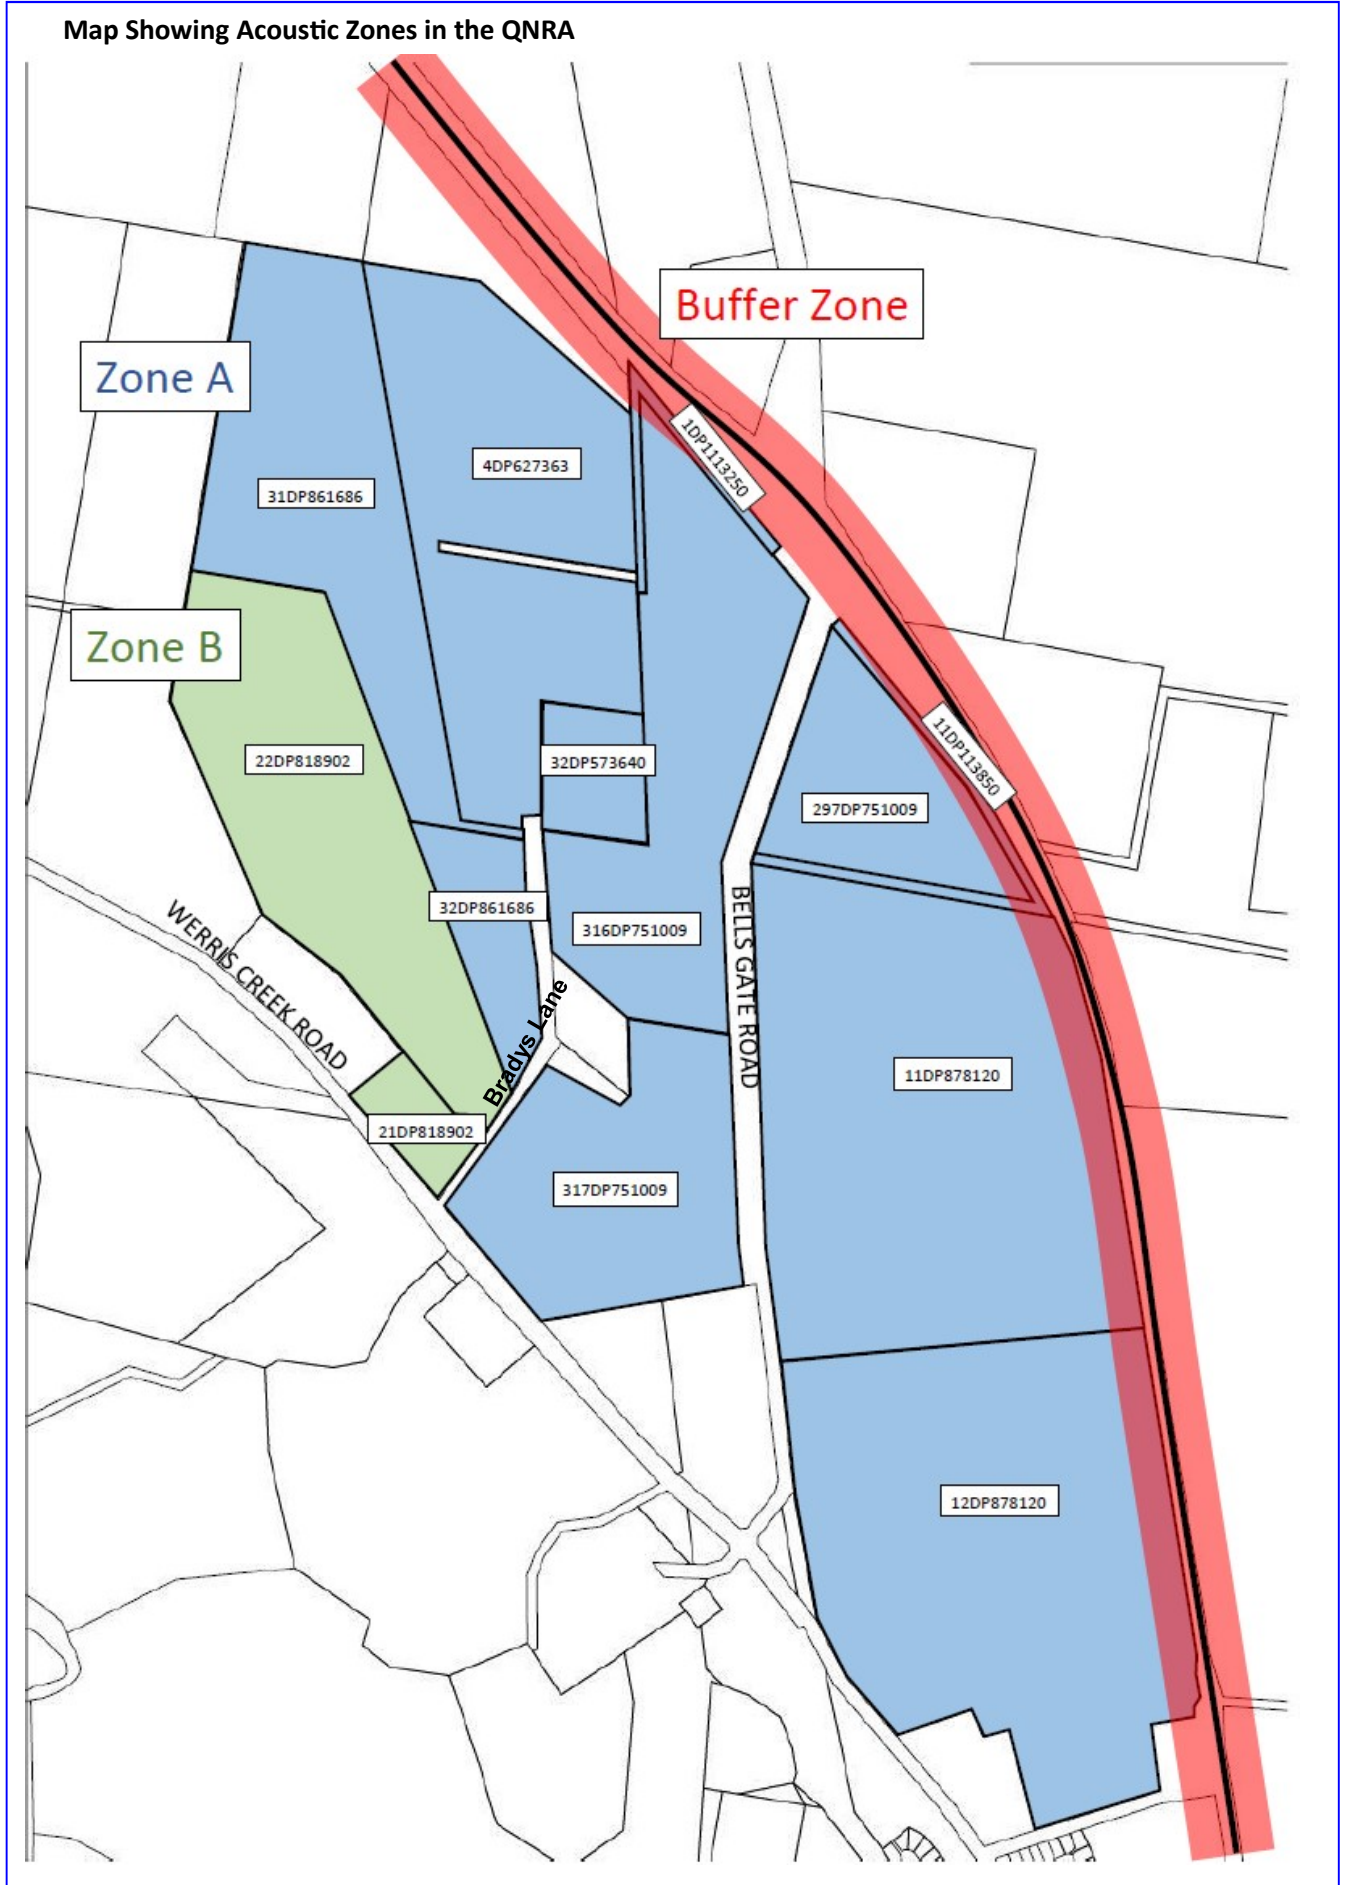 Map Showing Acoustic Zones in the QNRA
Buffer Zone
Zone A
1DP1113250
4DP627363
31DP861686
Zone B
22DP818902
32DP573640
11DP113850
297DP751009
32DP861686
316DP751009
BELLS GATE ROAD
WERRIS CREEK ROAD
Bradys Lane
11DP878120
21DP818902
317DP751009
12DP878120